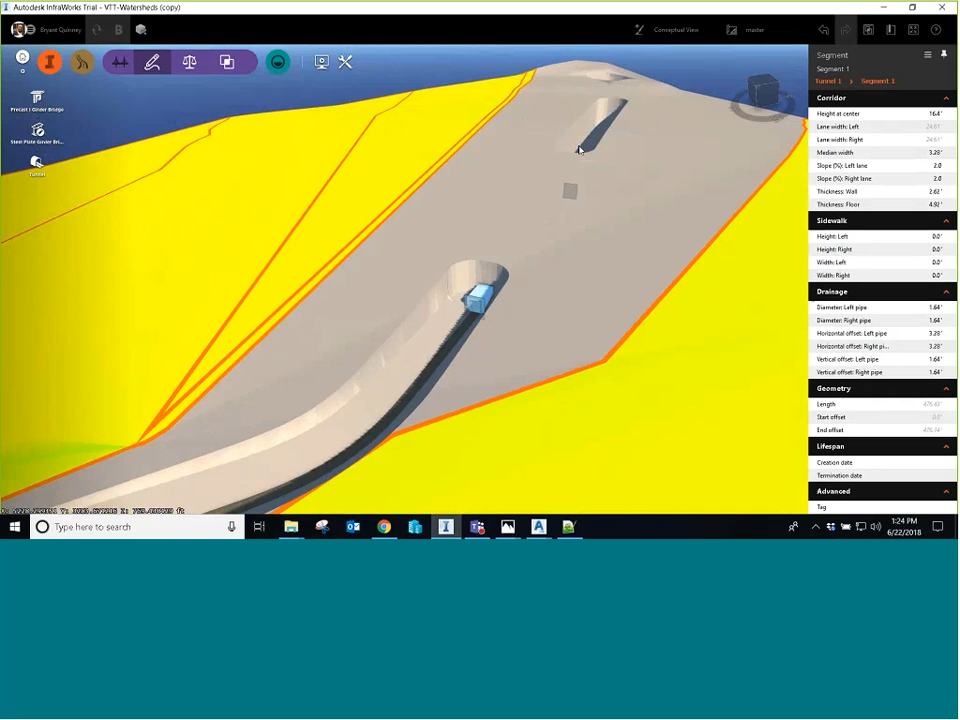 Autodesk InfraWorks Trial - VTT-Watersheds (copy)
Bryant Quinney
B
Conceptual View
master
Precast I Girder Bridge
Steel Plate Girder Bri...
Tunnel
Segment
Segment 1
Tunnel 1 > Segment 1
Corridor
Height at center 16.4'
Lane width: Left 24.61'
Lane width: Right 24.61'
Median width 3.28'
Slope (%): Left lane 2.0
Slope (%): Right lane 2.0
Thickness: Wall 2.62'
Thickness: Floor 4.92'
Sidewalk
Height: Left 0.0'
Height: Right 0.0'
Width: Left 0.0'
Width: Right 0.0'
Drainage
Diameter: Left pipe 1.64'
Diameter: Right pipe 1.64'
Horizontal offset: Left pipe 3.28'
Horizontal offset: Right pi... 3.28'
Vertical offset: Left pipe 1.64'
Vertical offset: Right pipe 1.64'
Geometry
Length
Start offset 0.0'
End offset
Lifespan
Creation date
Termination date
Advanced
Tag
Type here to search
1:24 PM
6/22/2018